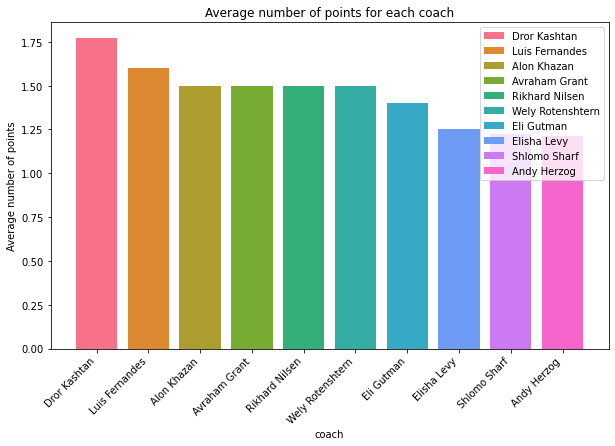 Average number of points for each coach
Dror Kashtan
Luis Fernandes
Alon Khazan
Avraham Grant
Rikhard Nilsen
Wely Rotenshtern
Eli Gutman
Elisha Levy
Shlomo Sharf
Andy Herzog
Average number of points
1.75
1.50
1.25
1.00
0.75
0.50
0.25
0.00
Dror Kashtan
Luis Fernandes
Alon Khazan
Avraham Grant
Rikhard Nilsen
Wely Rotenshtern
Eli Gutman
Elisha Levy
Shlomo Sharf
Andy Herzog
coach